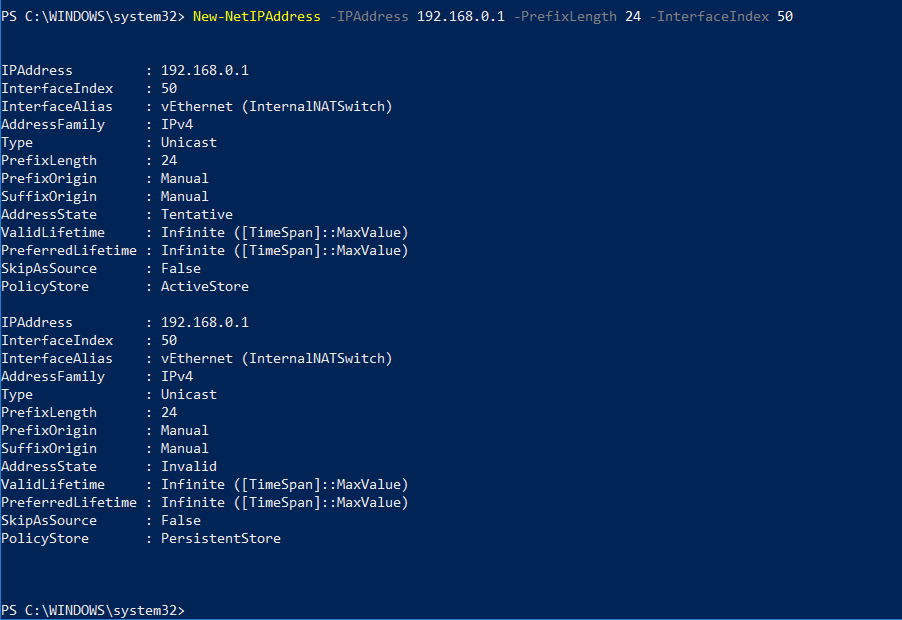 PS C:\WINDOWS\system32> New-NetIPAddress -IPAddress 192.168.0.1 -PrefixLength 24 -InterfaceIndex 50
IPAddress         : 192.168.0.1
InterfaceIndex    : 50
InterfaceAlias    : vEthernet (InternalNATSwitch)
AddressFamily     : IPv4
Type              : Unicast
PrefixLength      : 24
PrefixOrigin      : Manual
SuffixOrigin      : Manual
AddressState      : Tentative
ValidLifetime     : Infinite ([TimeSpan]::MaxValue)
PreferredLifetime : Infinite ([TimeSpan]::MaxValue)
SkipAsSource      : False
PolicyStore       : ActiveStore
IPAddress         : 192.168.0.1
InterfaceIndex    : 50
InterfaceAlias    : vEthernet (InternalNATSwitch)
AddressFamily     : IPv4
Type              : Unicast
PrefixLength      : 24
PrefixOrigin      : Manual
SuffixOrigin      : Manual
AddressState      : Invalid
ValidLifetime     : Infinite ([TimeSpan]::MaxValue)
PreferredLifetime : Infinite ([TimeSpan]::MaxValue)
SkipAsSource      : False
PolicyStore       : PersistentStore
PS C:\WINDOWS\system32>